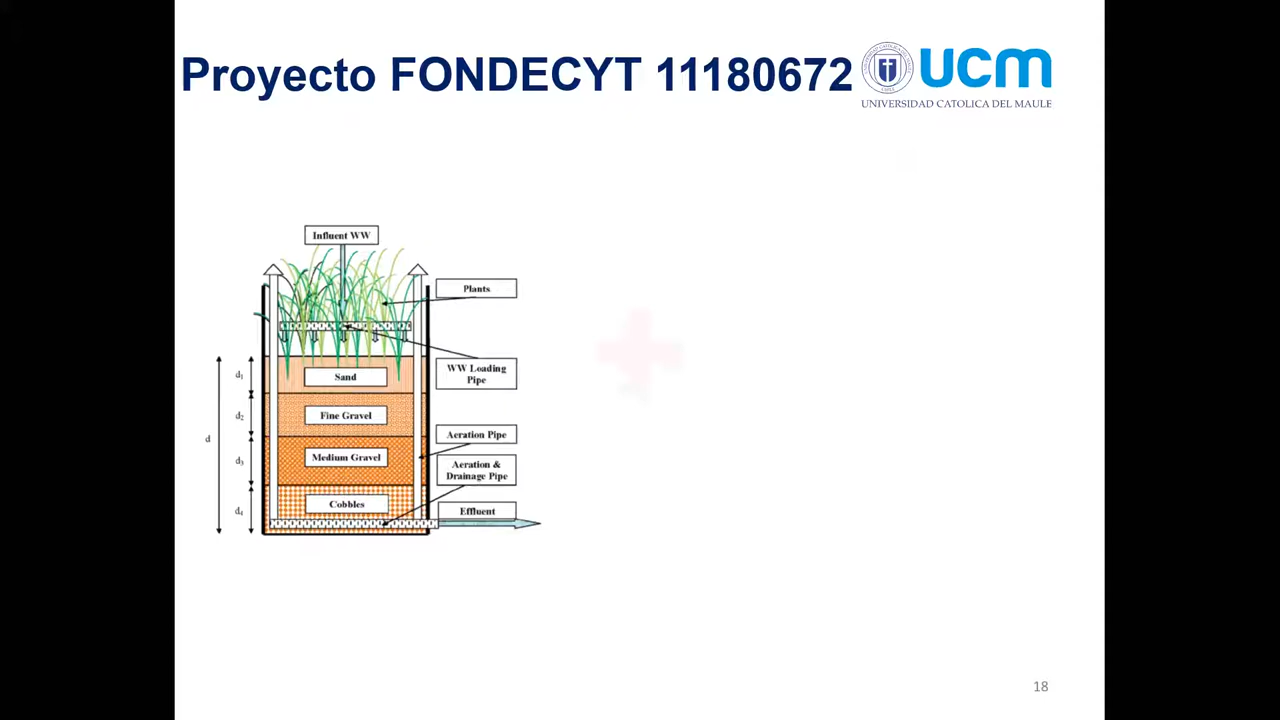 Proyecto FONDECYT 11180672
ucm
UNIVERSIDAD CATOLICA DEL MAULE
Influent WW
Plants
WW Loading
Pipe
Sand
Fine Gravel
Aeration Pipe
Medium Gravel
Aeration &
Drainage Pipe
Cobbles
Effluent
d
d1
d2
d3
d4
18